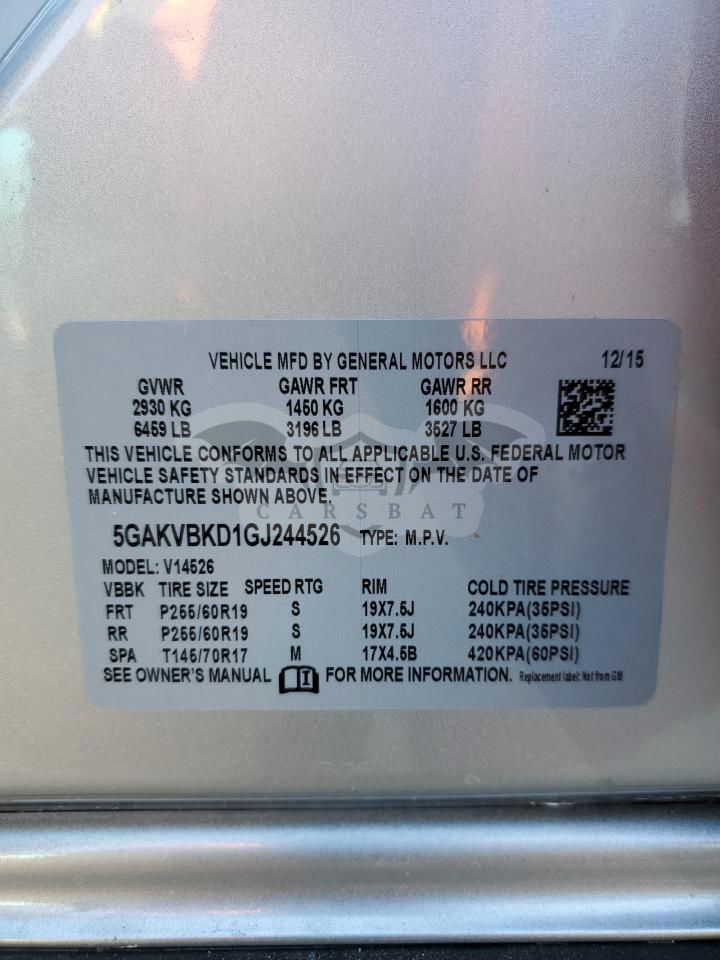 VEHICLE MFD BY GENERAL MOTORS LLC 12/15
GVWR GAWR FRT GAWR RR
2930 KG 1450 KG 1600 KG
6459 LB 3196 LB 3527 LB
THIS VEHICLE CONFORMS TO ALL APPLICABLE U.S. FEDERAL MOTOR
VEHICLE SAFETY STANDARDS IN EFFECT ON THE DATE OF
MANUFACTURE SHOWN ABOVE.
CARSBAT
5GAKVBKD1GJ244526 TYPE: M.P.V.
MODEL: V14526
VBBK TIRE SIZE SPEED RTG RIM COLD TIRE PRESSURE
FRT P255/60R19 S 19X7.5J 240KPA(35PSI)
RR P255/60R19 S 19X7.5J 240KPA(35PSI)
SPA T145/70R17 M 17X4.5B 420KPA(60PSI)
SEE OWNER'S MANUAL FOR MORE INFORMATION. Replacement label: Not from GM